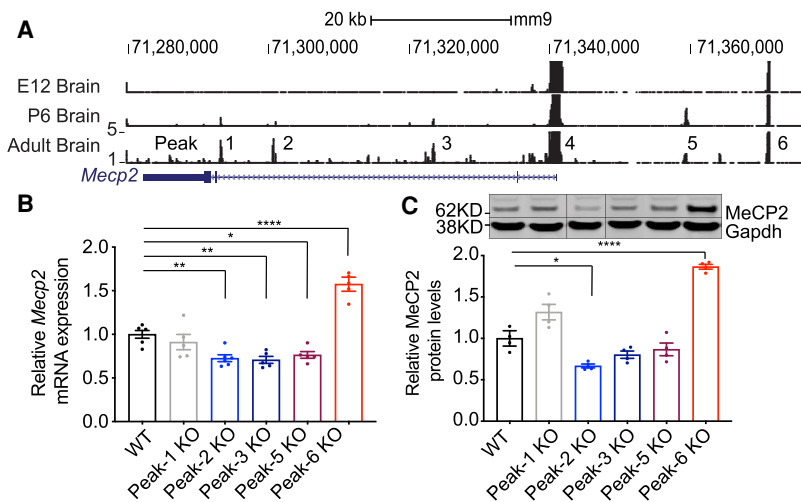 A
20 kb
mm9
71,280,000 71,300,000 71,320,000 71,340,000 71,360,000
E12 Brain
P6 Brain
5
Adult Brain Peak 1 2 3 4 5 6
1
Mecp2
B
****
*
**
**
2.0
1.5
1.0
0.5
0.0
Relative Mecp2
mRNA expression
WT
Peak-1 KO
Peak-2 KO
Peak-3 KO
Peak-5 KO
Peak-6 KO
C
62KD MeCP2
38KD Gapdh
****
*
2.0
1.5
1.0
0.5
0.0
Relative MeCP2
protein levels
WT
Peak-1 KO
Peak-2 KO
Peak-3 KO
Peak-5 KO
Peak-6 KO